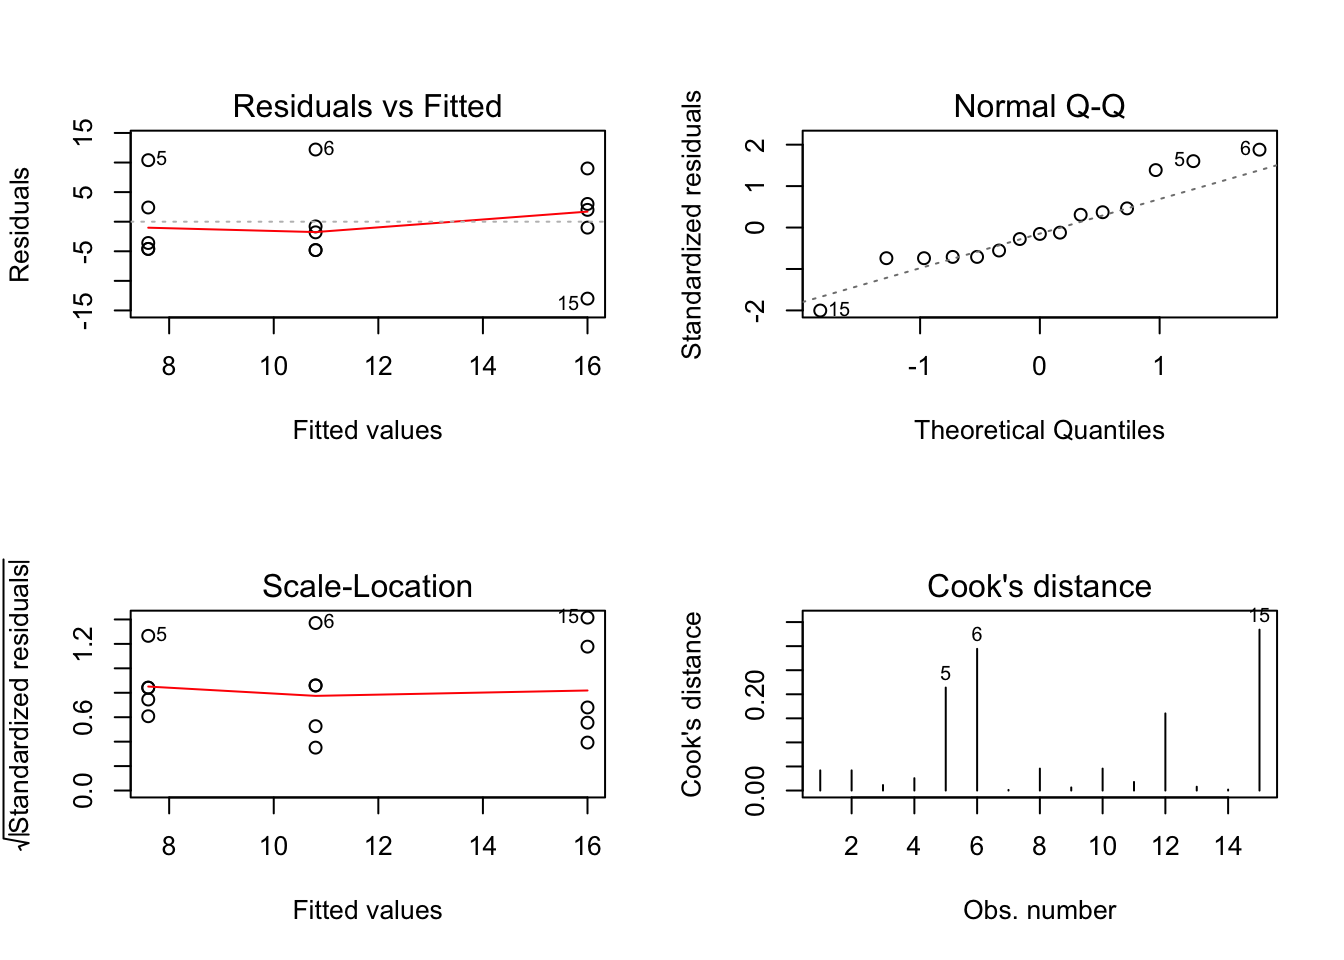 Residuals vs Fitted
Residuals
15
5
-5
-15
5
6
15
8 10 12 14 16
Fitted values
Normal Q-Q
Standardized residuals
2
1
0
-2
5
6
15
-1 0 1
Theoretical Quantiles
Scale-Location
√|Standardized residuals|
1.2
0.6
0.0
5
6
15
8 10 12 14 16
Fitted values
Cook's distance
Cook's distance
0.20
0.00
5
6
15
2 4 6 8 10 12 14
Obs. number